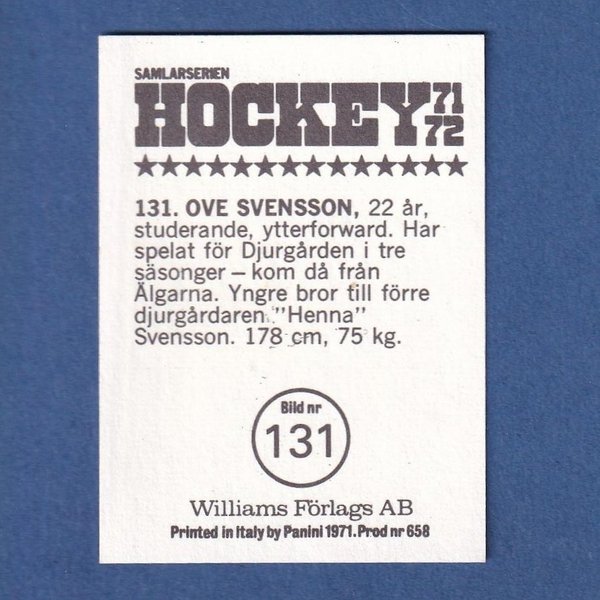 SAMLARSERIEN
HOCKEY 71 72
131. OVE SVENSSON, 22 år,
studerande, ytterforward. Har
spelat för Djurgården i tre
säsonger – kom då från
Älgarna. Yngre bror till förre
djurgårdaren "Henna"
Svensson. 178 cm, 75 kg.
Bild nr
131
Williams Förlags AB
Printed in Italy by Panini 1971. Prod nr 658